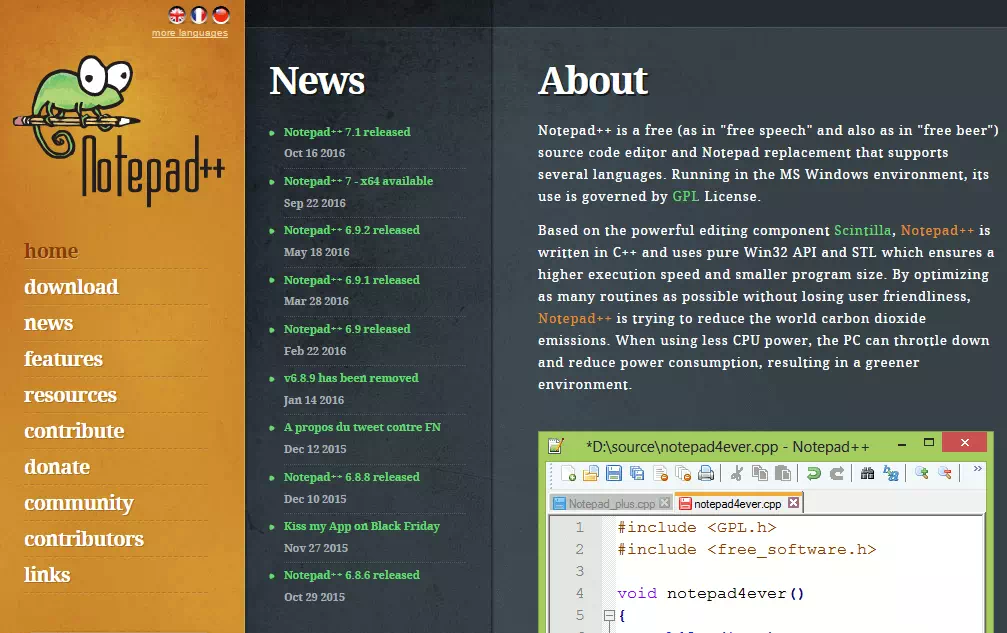 more languages
Notepad++
home
download
news
features
resources
contribute
donate
community
contributors
links
News
Notepad++ 7.1 released
Oct 16 2016
Notepad++ 7 - x64 available
Sep 22 2016
Notepad++ 6.9.2 released
May 18 2016
Notepad++ 6.9.1 released
Mar 28 2016
Notepad++ 6.9 released
Feb 22 2016
v6.8.9 has been removed
Jan 14 2016
A propos du tweet contre FN
Dec 12 2015
Notepad++ 6.8.8 released
Dec 10 2015
Kiss my App on Black Friday
Nov 27 2015
Notepad++ 6.8.6 released
Oct 29 2015
About
Notepad++ is a free (as in "free speech" and also as in "free beer")
source code editor and Notepad replacement that supports
several languages. Running in the MS Windows environment, its
use is governed by GPL License.
Based on the powerful editing component Scintilla, Notepad++ is
written in C++ and uses pure Win32 API and STL which ensures a
higher execution speed and smaller program size. By optimizing
as many routines as possible without losing user friendliness,
Notepad++ is trying to reduce the world carbon dioxide
emissions. When using less CPU power, the PC can throttle down
and reduce power consumption, resulting in a greener
environment.
*D:\source\notepad4ever.cpp - Notepad++
Notepad_plus.cpp notepad4ever.cpp
1 #include <GPL.h>
2 #include <free_software.h>
3
4 void notepad4ever()
5 {